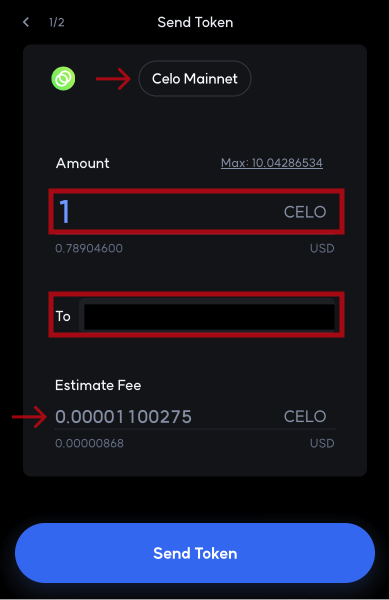 1/2
Send Token
Celo Mainnet
Amount
Max: 10.04286534
1
CELO
0.78904600
USD
To
Estimate Fee
0.00001100275
CELO
0.00000868
USD
Send Token